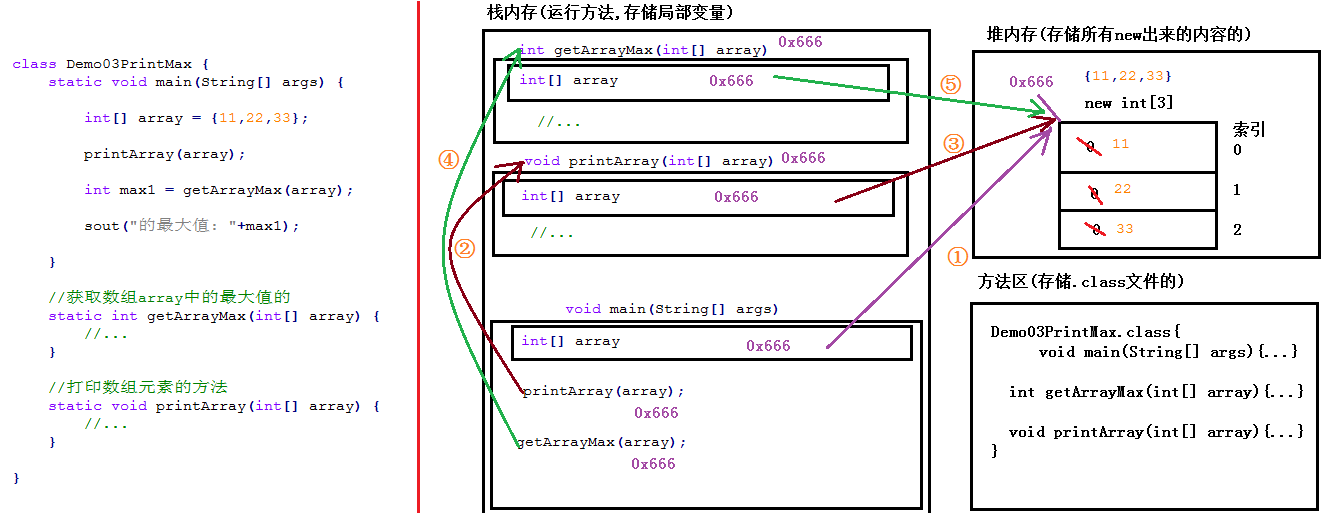 class Demo03PrintMax {
static void main(String[] args) {
int[] array = {11,22,33};
printArray(array);
int max1 = getArrayMax(array);
sout("的最大值: "+max1);
}
//获取数组array中的最大值的
static int getArrayMax(int[] array) {
//...
}
//打印数组元素的方法
static void printArray(int[] array) {
//...
}
}
栈内存(运行方法,存储局部变量)
int getArrayMax(int[] array) 0x666
int[] array 0x666
//...
④
void printArray(int[] array) 0x666
int[] array 0x666
//...
②
void main(String[] args)
int[] array 0x666
printArray(array);
0x666
getArrayMax(array);
0x666
⑤
③
①
堆内存(存储所有new出来的内容的)
0x666 {11,22,33}
new int[3]
索引
0 11 0
0 22 1
0 33 2
方法区(存储.class文件的)
Demo03PrintMax.class{
void main(String[] args){...}
int getArrayMax(int[] array){...}
void printArray(int[] array){...}
}